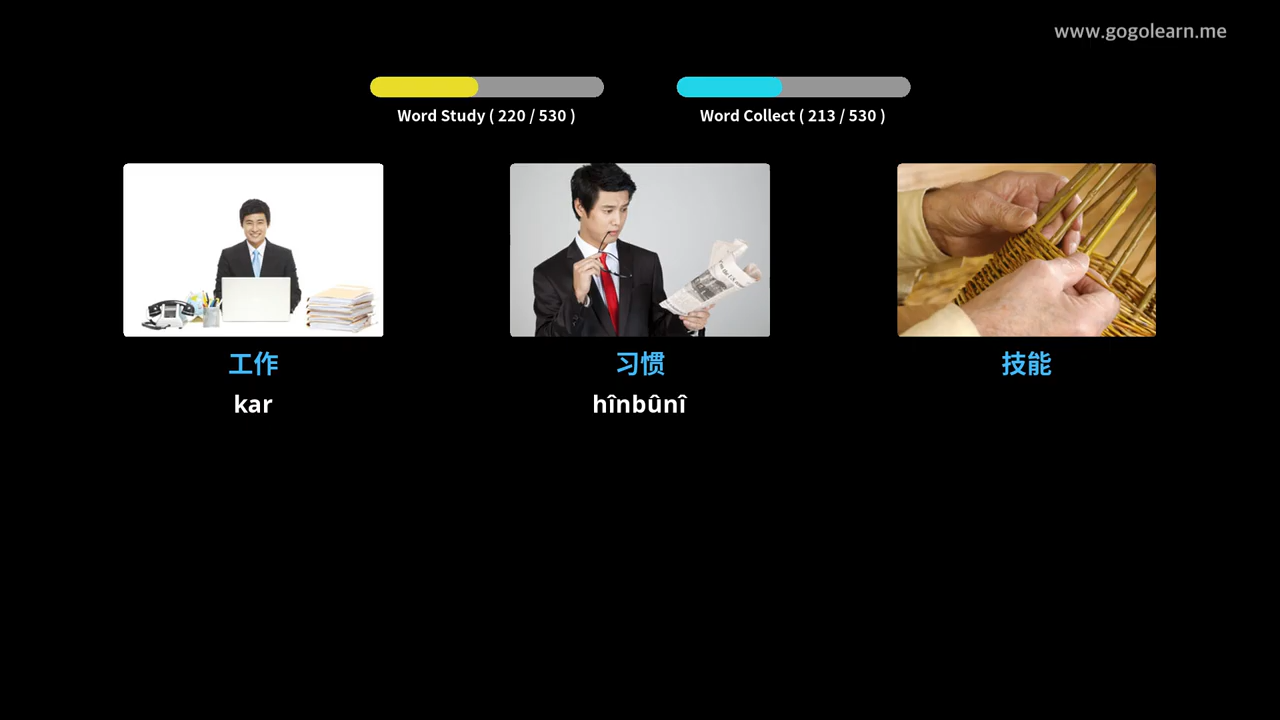 www.gogolearn.me
Word Study ( 220 / 530 )
Word Collect ( 213 / 530 )
工作
习惯
技能
kar
hînbûnî